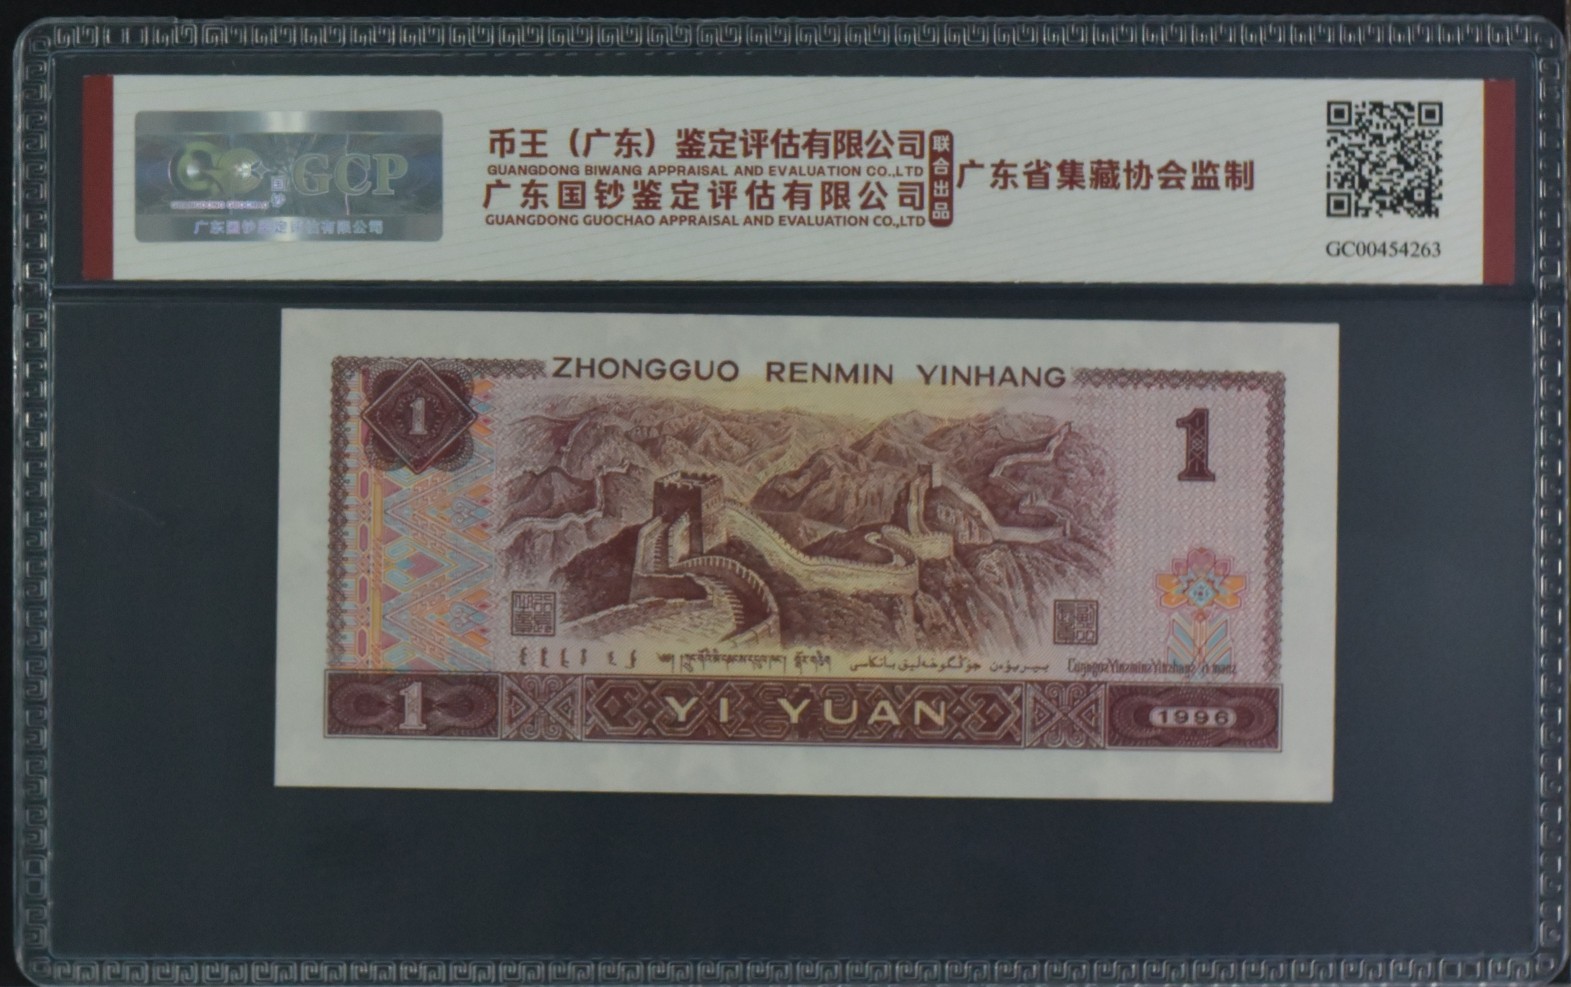 GCP
广东国钞鉴定评估有限公司
币王（广东）鉴定评估有限公司
GUANGDONG BIWANG APPRAISAL AND EVALUATION CO.,LTD
广东国钞鉴定评估有限公司
GUANGDONG GUOCHAO APPRAISAL AND EVALUATION CO.,LTD
联合出品
广东省集藏协会监制
GC00454263
ZHONGGUO RENMIN YINHANG
1
1
1
YI YUAN
1996